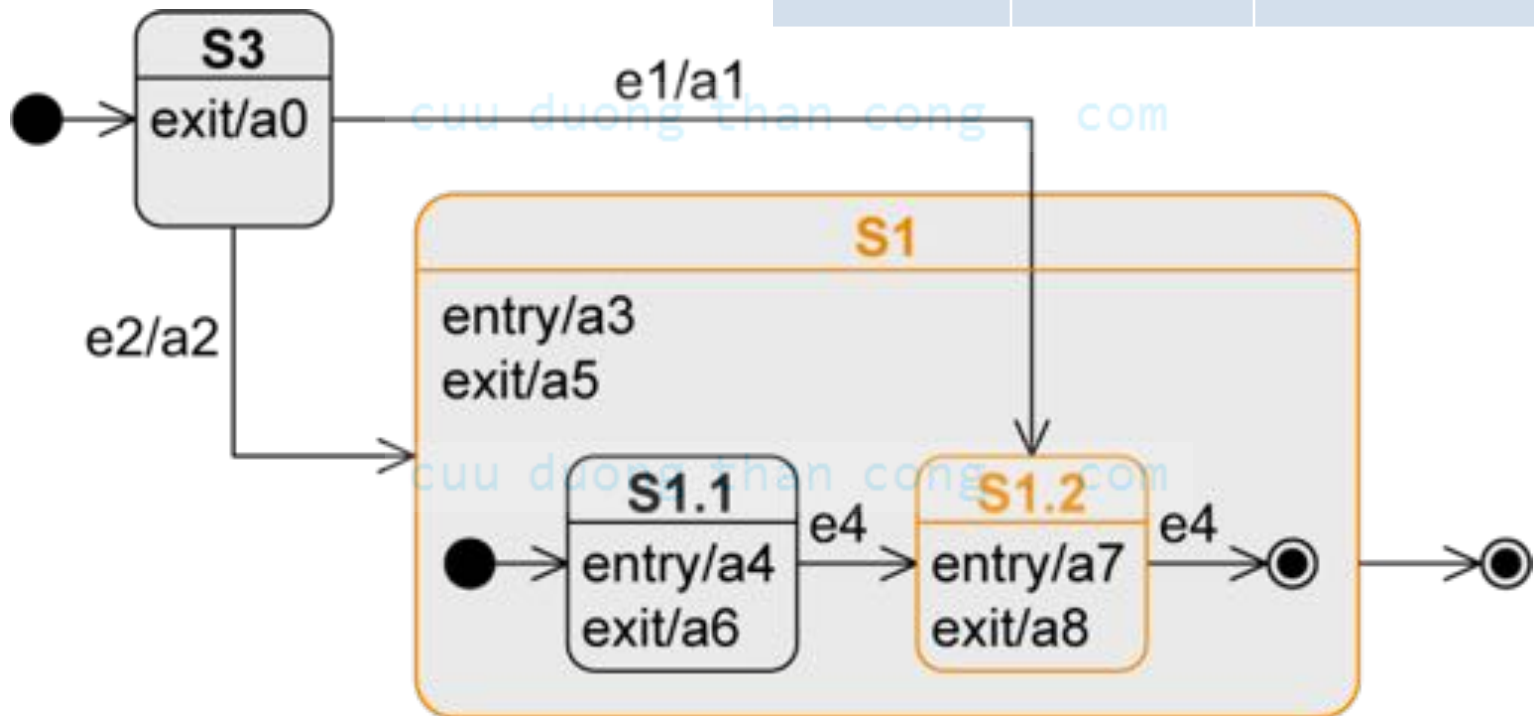 S3
exit/a0
e1/a1
cuu duong than cong . com
S1
entry/a3
exit/a5
e2/a2
cuu duong than cong . com
S1.1
entry/a4
exit/a6
e4
S1.2
entry/a7
exit/a8
e4